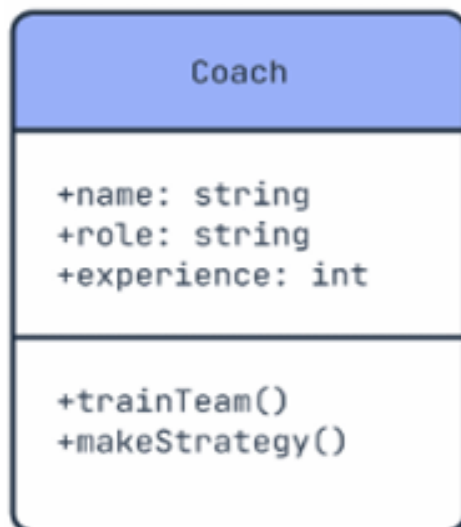 Coach
+name: string
+role: string
+experience: int
+trainTeam()
+makeStrategy()